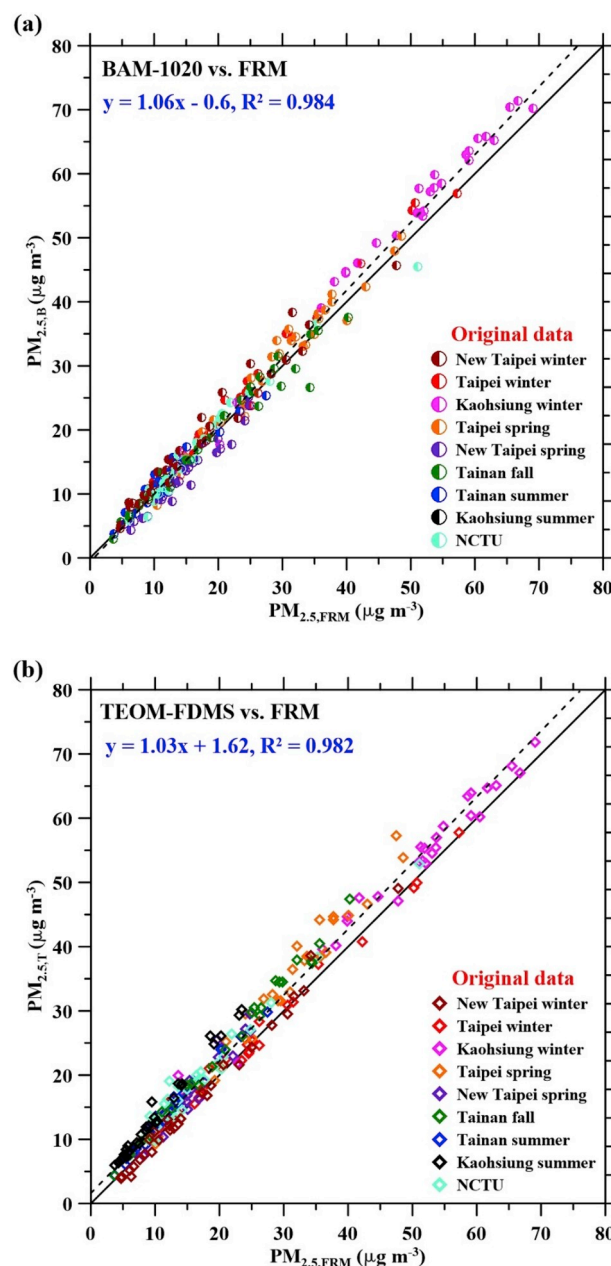 (a)
80
BAM-1020 vs. FRM
y = 1.06x - 0.6, R² = 0.984
70
60
50
40
30
20
10
0
PM2.5,B (μg m-3)
Original data
New Taipei winter
Taipei winter
Kaohsiung winter
Taipei spring
New Taipei spring
Tainan fall
Tainan summer
Kaohsiung summer
NCTU
0 10 20 30 40 50 60 70 80
PM2.5,FRM (μg m-3)
(b)
80
TEOM-FDMS vs. FRM
y = 1.03x + 1.62, R² = 0.982
70
60
50
40
30
20
10
0
PM2.5,T (μg m-3)
Original data
New Taipei winter
Taipei winter
Kaohsiung winter
Taipei spring
New Taipei spring
Tainan fall
Tainan summer
Kaohsiung summer
NCTU
0 10 20 30 40 50 60 70 80
PM2.5,FRM (μg m-3)